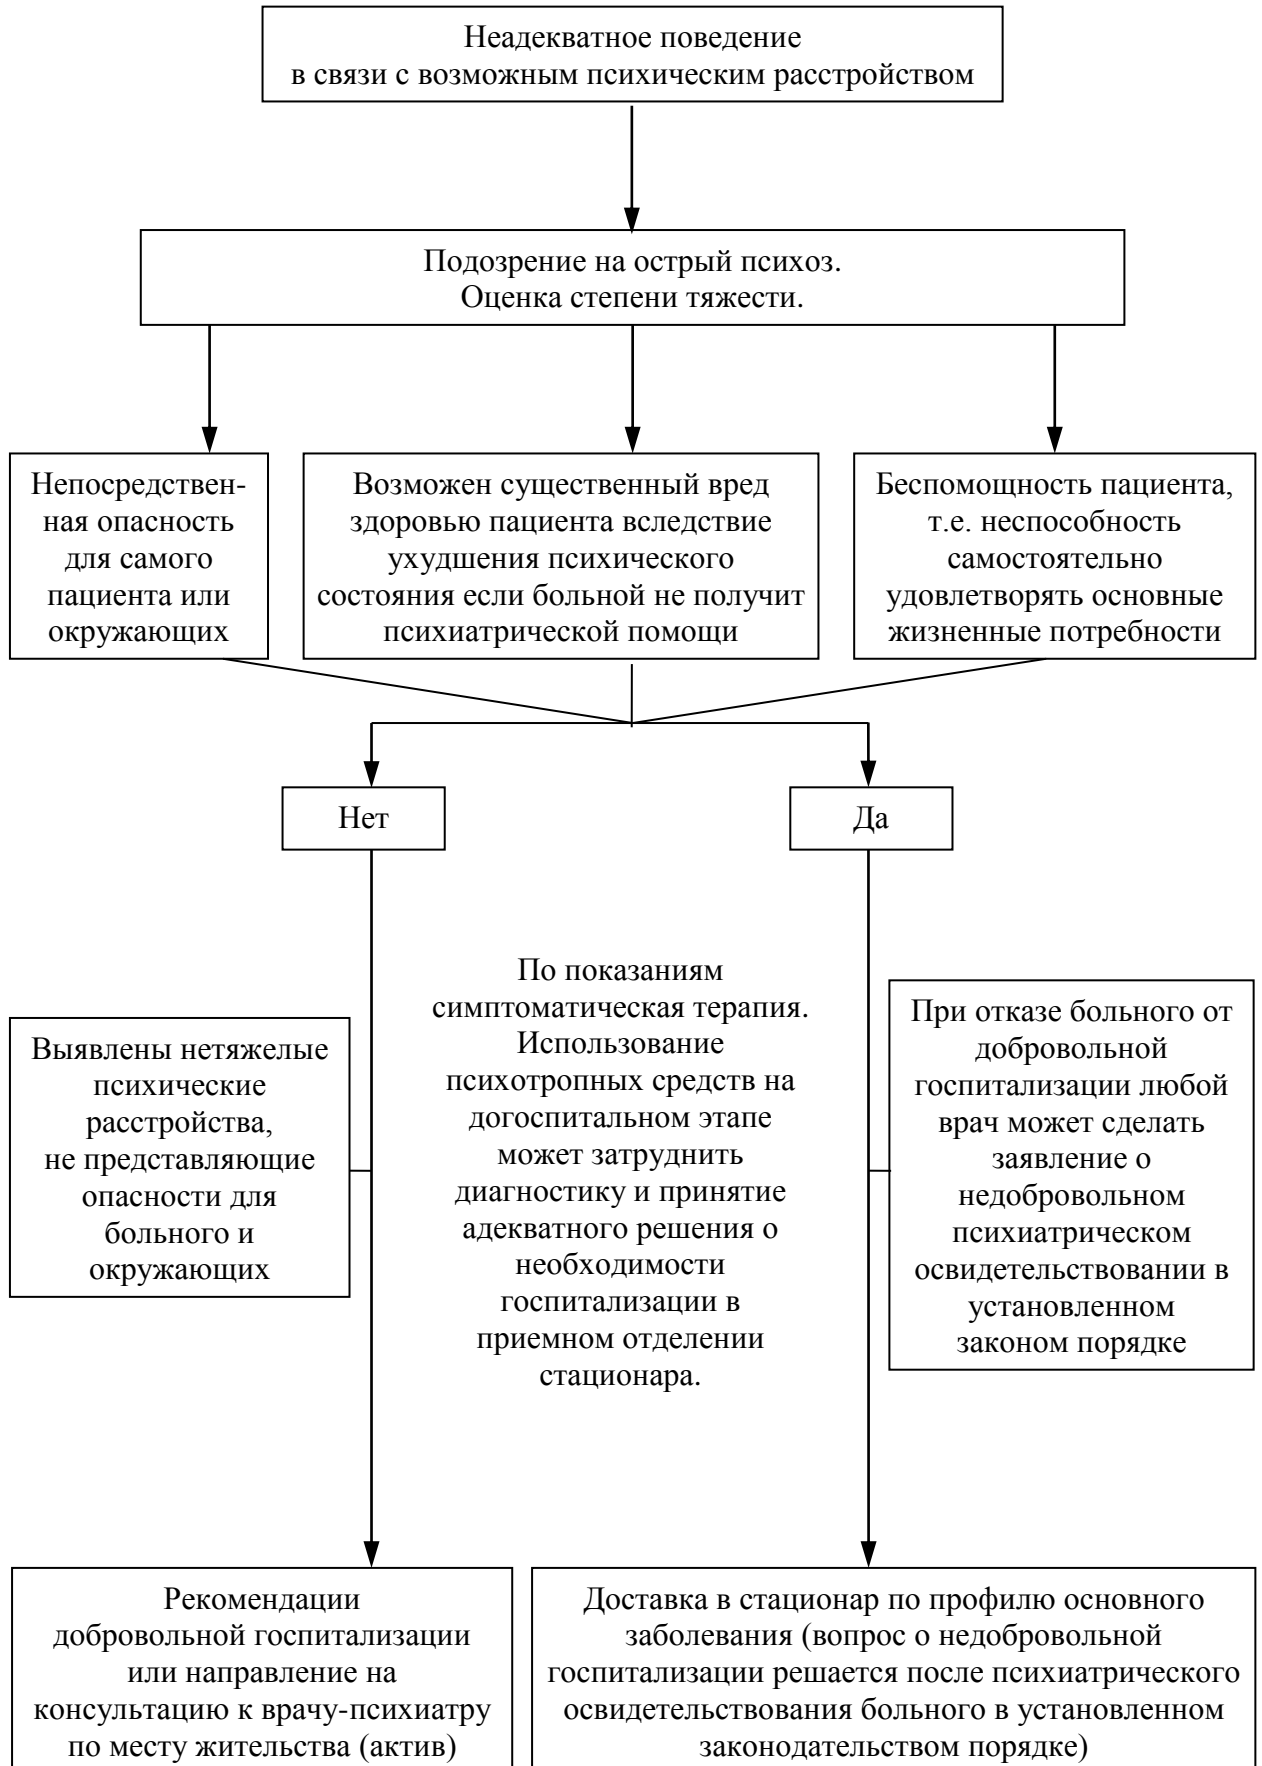 Неадекватное поведение
в связи с возможным психическим расстройством
Подозрение на острый психоз.
Оценка степени тяжести.
Непосредствен-
ная опасность
для самого
пациента или
окружающих
Возможен существенный вред
здоровью пациента вследствие
ухудшения психического
состояния если больной не получит
психиатрической помощи
Беспомощность пациента,
т.е. неспособность
самостоятельно
удовлетворять основные
жизненные потребности
Нет
Да
Выявлены нетяжелые
психические
расстройства,
не представляющие
опасности для
больного и
окружающих
По показаниям
симптоматическая терапия.
Использование
психотропных средств на
догоспитальном этапе
может затруднить
диагностику и принятие
адекватного решения о
необходимости
госпитализации в
приемном отделении
стационара.
При отказе больного от
добровольной
госпитализации любой
врач может сделать
заявление о
недобровольном
психиатрическом
освидетельствовании в
установленном
законом порядке
Рекомендации
добровольной госпитализации
или направление на
консультацию к врачу-психиатру
по месту жительства (актив)
Доставка в стационар по профилю основного
заболевания (вопрос о недобровольной
госпитализации решается после психиатрического
освидетельствования больного в установленном
законодательством порядке)